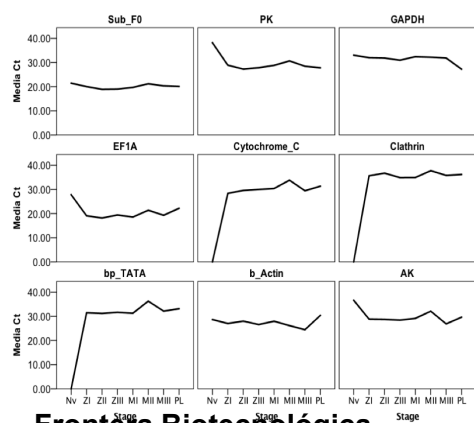 Sub_F0 PK GAPDH
40.00
30.00
20.00
10.00
0.00
Media Ct
EF1A Cytochrome_C Clathrin
40.00
30.00
20.00
10.00
0.00
Media Ct
bp_TATA b_Actin AK
40.00
30.00
20.00
10.00
0.00
Media Ct
Nv ZI ZII ZIII MI MII MIII PL Nv ZI ZII ZIII MI MII MIII PL Nv ZI ZII ZIII MI MII MIII PL
Stage Stage Stage
Frontera Biotecnológica